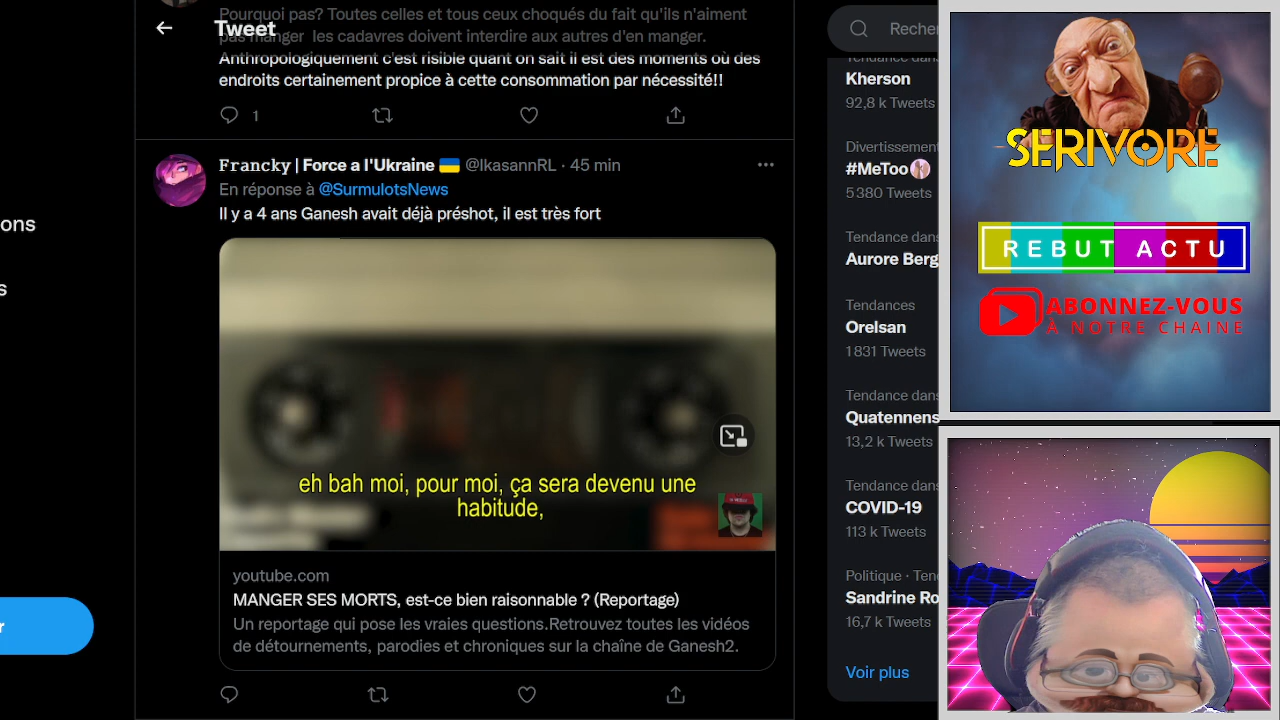 Pourquoi pas? Toutes celles et tous ceux choqués du fait qu'ils n'aiment
Tweet
pas manger les cadavres doivent interdire aux autres d'en manger.
Anthropologiquement c'est risible quant on sait il est des moments où des
endroits certainement propice à cette consommation par nécessité!!
1
Francky | Force a l'Ukraine 🇺🇦 @IkasannRL · 45 min
En réponse à @SurmulotsNews
Il y a 4 ans Ganesh avait déjà préshot, il est très fort
eh bah moi, pour moi, ça sera devenu une
habitude,
youtube.com
MANGER SES MORTS, est-ce bien raisonnable ? (Reportage)
Un reportage qui pose les vraies questions.Retrouvez toutes les vidéos
de détournements, parodies et chroniques sur la chaîne de Ganesh2.
ons
s
r
Recher
Tendance dans
Kherson
92,8 k Tweets
Divertissement
#MeToo
5 380 Tweets
Tendance dans
Aurore Berg
Tendances
Orelsan
1 831 Tweets
Tendance dans
Quatennens
13,2 k Tweets
Tendance dans
COVID-19
113 k Tweets
Politique · Ten
Sandrine Ro
16,7 k Tweets
Voir plus
SERIVORE
REBUT ACTU
ABONNEZ-VOUS
À NOTRE CHAINE